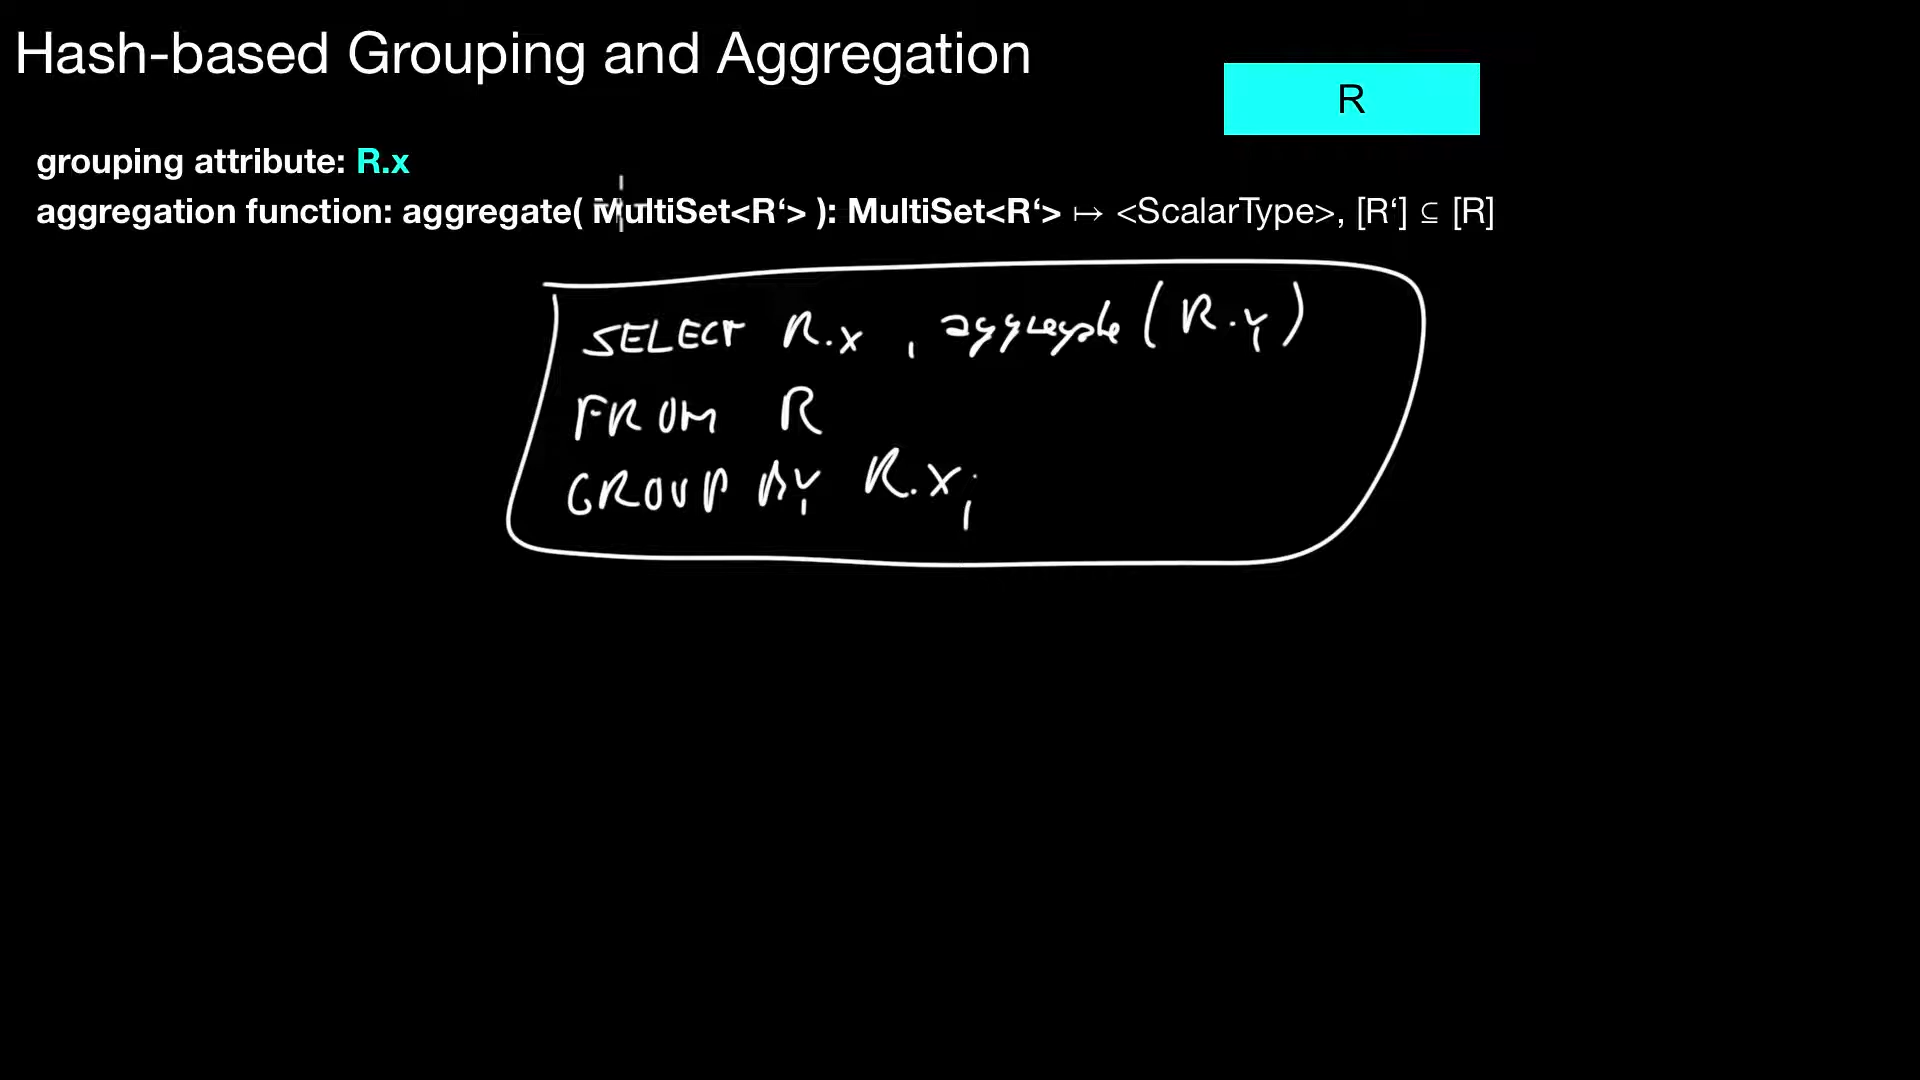 Hash-based Grouping and Aggregation
R
grouping attribute: R.x
aggregation function: aggregate( MultiSet<R‘> ): MultiSet<R‘> ↦ <ScalarType>, [R‘] ⊆ [R]
SELECT R.x , aggregate (R.y)
FROM R
GROUP BY R.x;